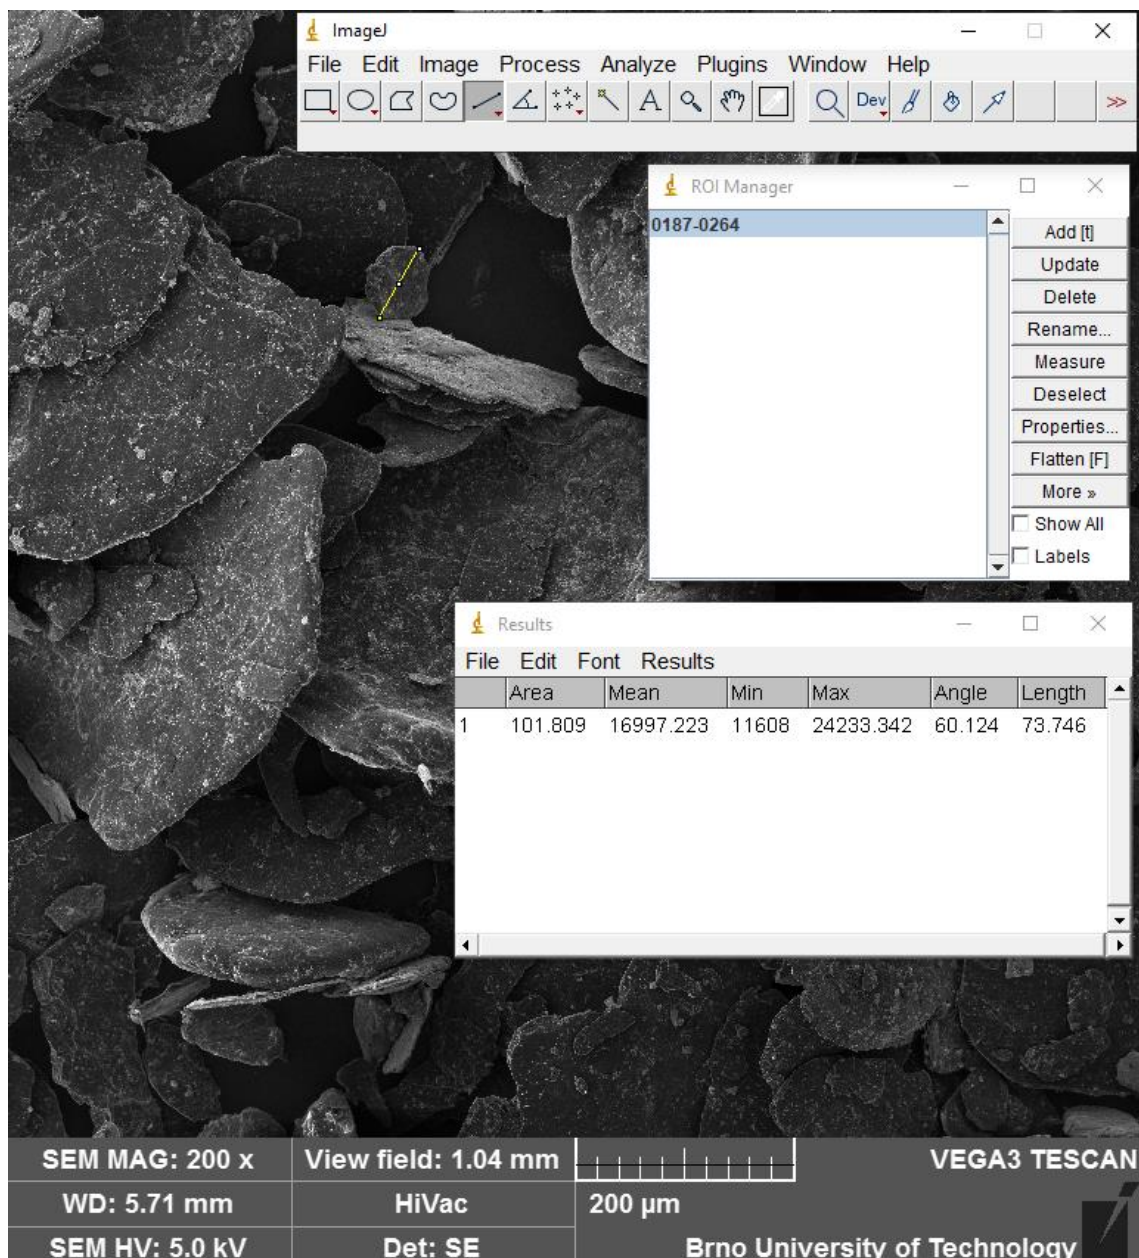 ImageJ
File Edit Image Process Analyze Plugins Window Help
A Dev >>
ROI Manager
0187-0264
Add [t]
Update
Delete
Rename...
Measure
Deselect
Properties...
Flatten [F]
More »
Show All
Labels
Results
File Edit Font Results
Area Mean Min Max Angle Length
1 101.809 16997.223 11608 24233.342 60.124 73.746
SEM MAG: 200 x View field: 1.04 mm VEGA3 TESCAN
WD: 5.71 mm HiVac 200 µm
SEM HV: 5.0 kV Det: SE Brno University of Technology